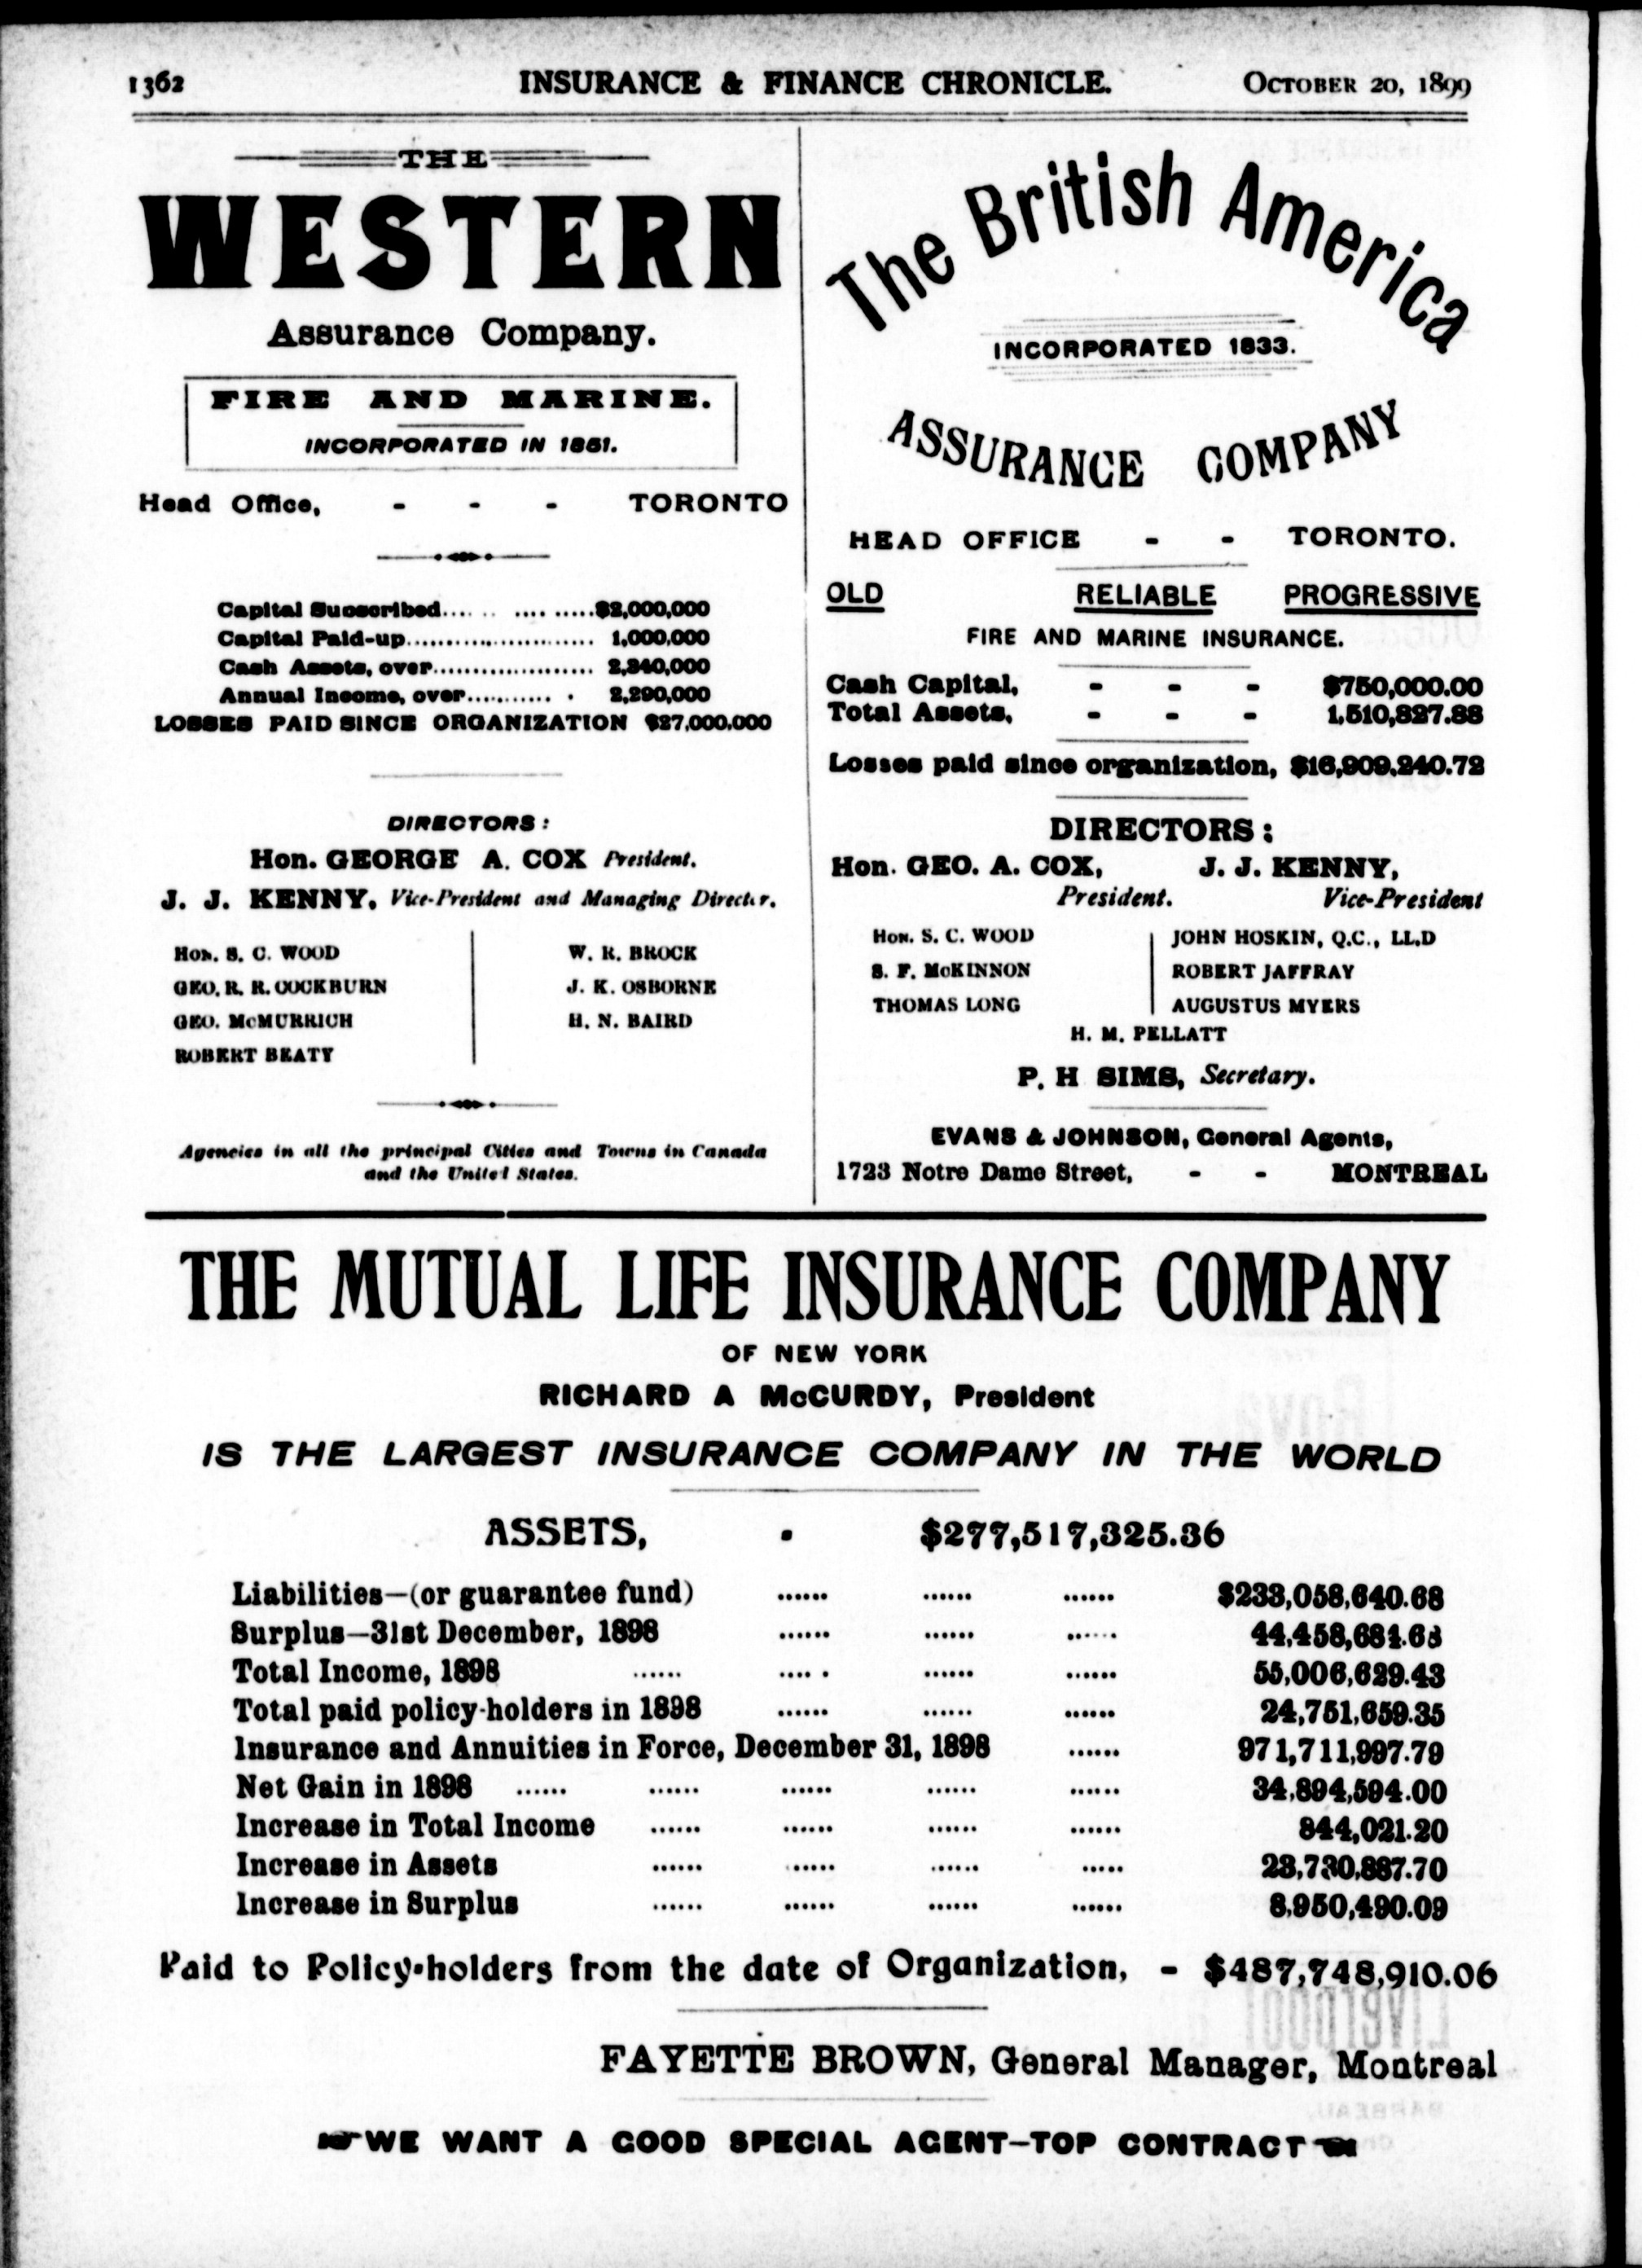 1362 INSURANCE & FINANCE CHRONICLE. OCTOBER 20, 1899
THE
WESTERN
Assurance Company.
FIRE AND MARINE.
INCORPORATED IN 1851.
Head Office, - - - TORONTO
Capital Subscribed.... .. .... .....$2,000,000
Capital Paid-up........................ 1,000,000
Cash Assets, over.................... 2,340,000
Annual Income, over........... . 2,290,000
LOSSES PAID SINCE ORGANIZATION $27,000,000
DIRECTORS:
Hon. GEORGE A. COX President.
J. J. KENNY, Vice-President and Managing Director.
HON. S. C. WOOD
GEO. R. R. COCKBURN
GEO. McMURRICH
ROBERT BEATY
W. R. BROCK
J. K. OSBORNE
H. N. BAIRD
Agencies in all the principal Cities and Towns in Canada
and the United States.
The British America
INCORPORATED 1833.
ASSURANCE COMPANY
HEAD OFFICE - - TORONTO.
OLD RELIABLE PROGRESSIVE
FIRE AND MARINE INSURANCE.
Cash Capital, - - - $750,000.00
Total Assets, - - - 1,510,827.88
Losses paid since organization, $16,909,240.72
DIRECTORS:
Hon. GEO. A. COX, J. J. KENNY,
President. Vice-President
HON. S. C. WOOD
S. F. McKINNON
THOMAS LONG
JOHN HOSKIN, Q.C., LL.D
ROBERT JAFFRAY
AUGUSTUS MYERS
H. M. PELLATT
P. H SIMS, Secretary.
EVANS & JOHNSON, General Agents,
1723 Notre Dame Street, - - MONTREAL
THE MUTUAL LIFE INSURANCE COMPANY
OF NEW YORK
RICHARD A McCURDY, President
IS THE LARGEST INSURANCE COMPANY IN THE WORLD
ASSETS, - $277,517,325.36
Liabilities—(or guarantee fund) ...... ...... ...... $233,058,640.68
Surplus—31st December, 1898 ...... ...... ...... 44,458,684.68
Total Income, 1898 ...... .... . ...... ...... 55,006,629.43
Total paid policy-holders in 1898 ...... ...... ...... 24,751,659.35
Insurance and Annuities in Force, December 31, 1898 ...... 971,711,997.79
Net Gain in 1898 ...... ...... ...... ...... ...... 34,894,594.00
Increase in Total Income ...... ...... ...... ...... 844,021.20
Increase in Assets ...... ..... ...... ..... 23,730,887.70
Increase in Surplus ...... ...... ...... ...... 8,950,490.09
Paid to Policy-holders from the date of Organization, - $487,748,910.06
FAYETTE BROWN, General Manager, Montreal
WE WANT A GOOD SPECIAL AGENT—TOP CONTRACT